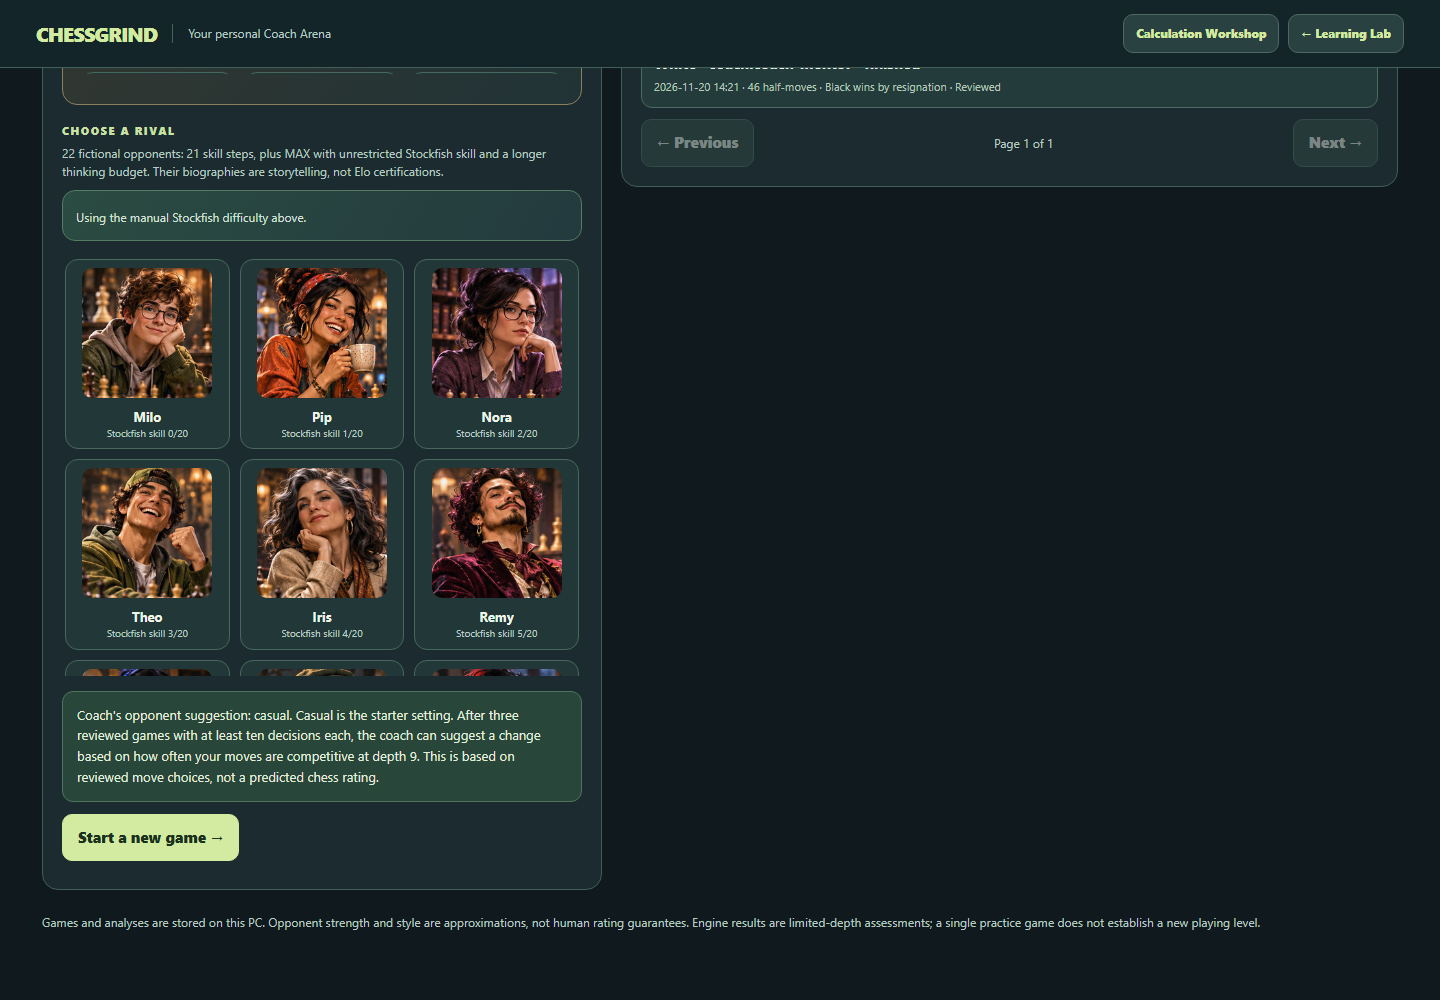 CHESSGRIND
Your personal Coach Arena
Calculation Workshop
← Learning Lab
CHOOSE A RIVAL
22 fictional opponents: 21 skill steps, plus MAX with unrestricted Stockfish skill and a longer
thinking budget. Their biographies are storytelling, not Elo certifications.
Using the manual Stockfish difficulty above.
Milo
Stockfish skill 0/20
Pip
Stockfish skill 1/20
Nora
Stockfish skill 2/20
Theo
Stockfish skill 3/20
Iris
Stockfish skill 4/20
Remy
Stockfish skill 5/20
Coach's opponent suggestion: casual. Casual is the starter setting. After three
reviewed games with at least ten decisions each, the coach can suggest a change
based on how often your moves are competitive at depth 9. This is based on
reviewed move choices, not a predicted chess rating.
Start a new game →
2026-11-20 14:21 · 46 half-moves · Black wins by resignation · Reviewed
← Previous
Page 1 of 1
Next →
Games and analyses are stored on this PC. Opponent strength and style are approximations, not human rating guarantees. Engine results are limited-depth assessments; a single practice game does not establish a new playing level.